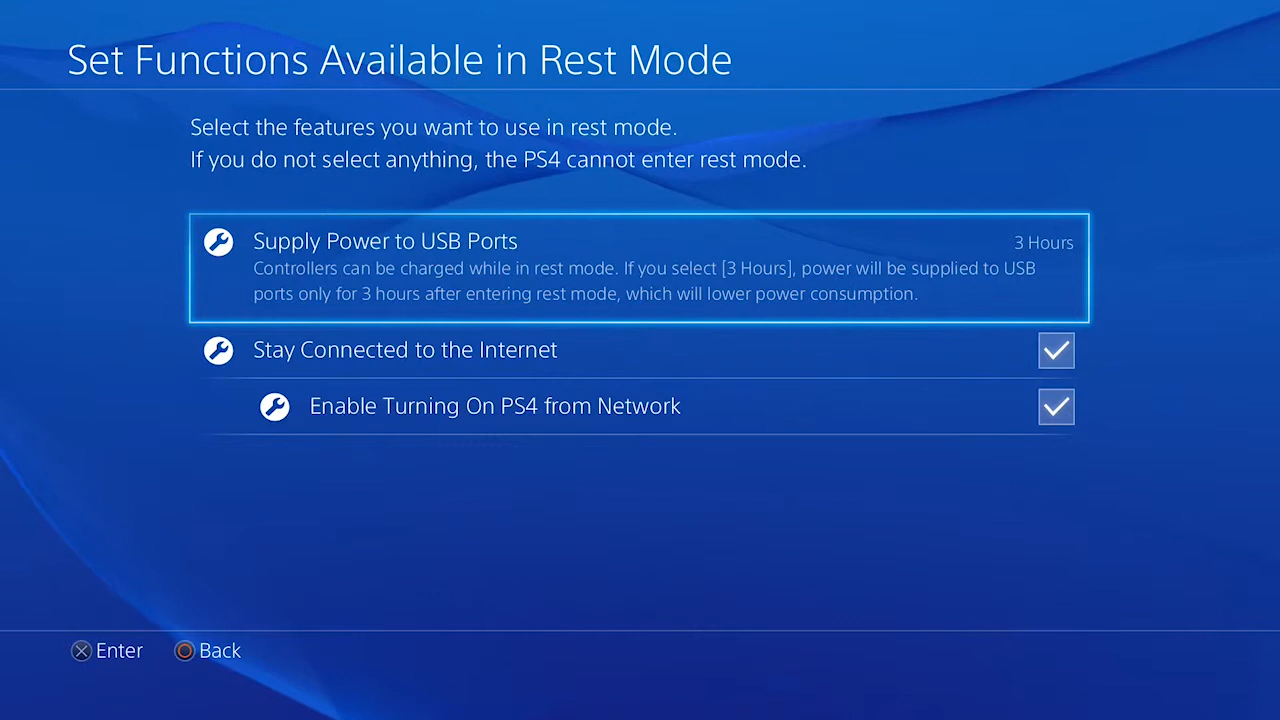 Set Functions Available in Rest Mode
Select the features you want to use in rest mode.
If you do not select anything, the PS4 cannot enter rest mode.
Supply Power to USB Ports
3 Hours
Controllers can be charged while in rest mode. If you select [3 Hours], power will be supplied to USB
ports only for 3 hours after entering rest mode, which will lower power consumption.
Stay Connected to the Internet
Enable Turning On PS4 from Network
Enter
Back